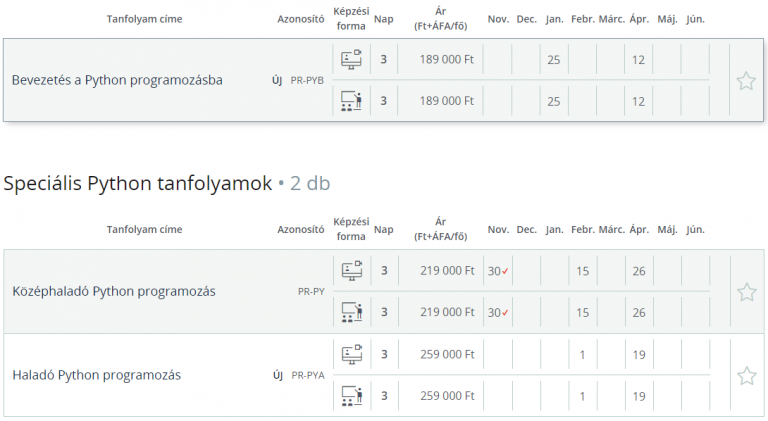 Tanfolyam címe Azonosító Képzési forma Nap Ár (Ft+ÁFA/fő) Nov. Dec. Jan. Febr. Márc. Ápr. Máj. Jún.
Bevezetés a Python programozásba ÚJ PR-PYB
3 189 000 Ft 25 12
3 189 000 Ft 25 12
Speciális Python tanfolyamok • 2 db
Tanfolyam címe Azonosító Képzési forma Nap Ár (Ft+ÁFA/fő) Nov. Dec. Jan. Febr. Márc. Ápr. Máj. Jún.
Középhaladó Python programozás PR-PY
3 219 000 Ft 30✓ 15 26
3 219 000 Ft 30✓ 15 26
Haladó Python programozás ÚJ PR-PYA
3 259 000 Ft 1 19
3 259 000 Ft 1 19